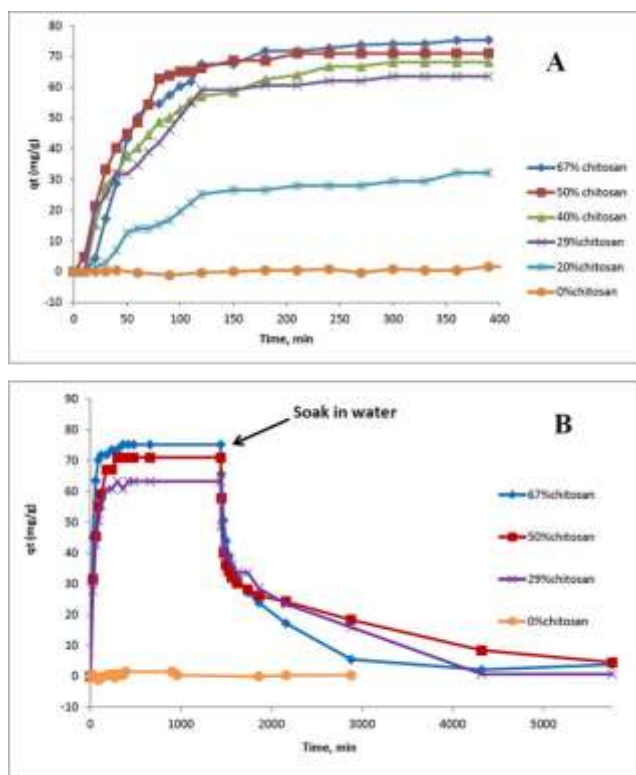 80
70
60
50
40
30
20
10
0
-10
qt (mg/g)
0
50
100
150
200
250
300
350
400
Time, min
A
67% chitosan
50% chitosan
40% chitosan
29%chitosan
20%chitosan
0%chitosan
90
80
70
60
50
40
30
20
10
0
-10
qt (mg/g)
0
1000
2000
3000
4000
5000
Time, min
Soak in water
B
67%chitosan
50%chitosan
29%chitosan
0%chitosan